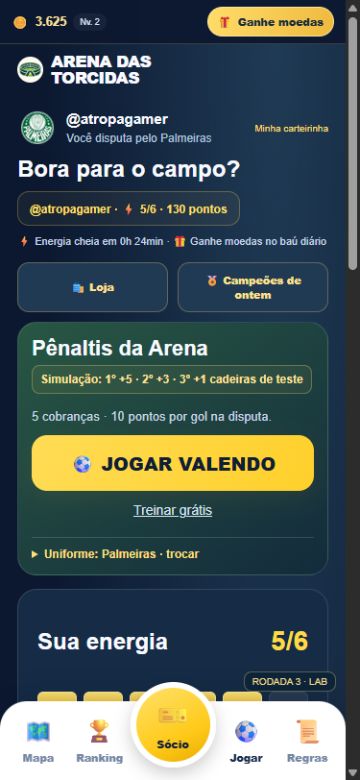 3.625 Nv. 2
Ganhe moedas
ARENA DAS
TORCIDAS
PALMEIRAS
@atropagamer
Você disputa pelo Palmeiras
Minha carteirinha
Bora para o campo?
@atropagamer · 5/6 · 130 pontos
Energia cheia em 0h 24min · Ganhe moedas no baú diário
Loja
Campeões de
ontem
Pênaltis da Arena
Simulação: 1º +5 · 2º +3 · 3º +1 cadeiras de teste
5 cobranças · 10 pontos por gol na disputa.
JOGAR VALENDO
Treinar grátis
Uniforme: Palmeiras · trocar
Sua energia
5/6
RODADA 3 · LAB
Mapa
Ranking
Sócio
Jogar
Regras